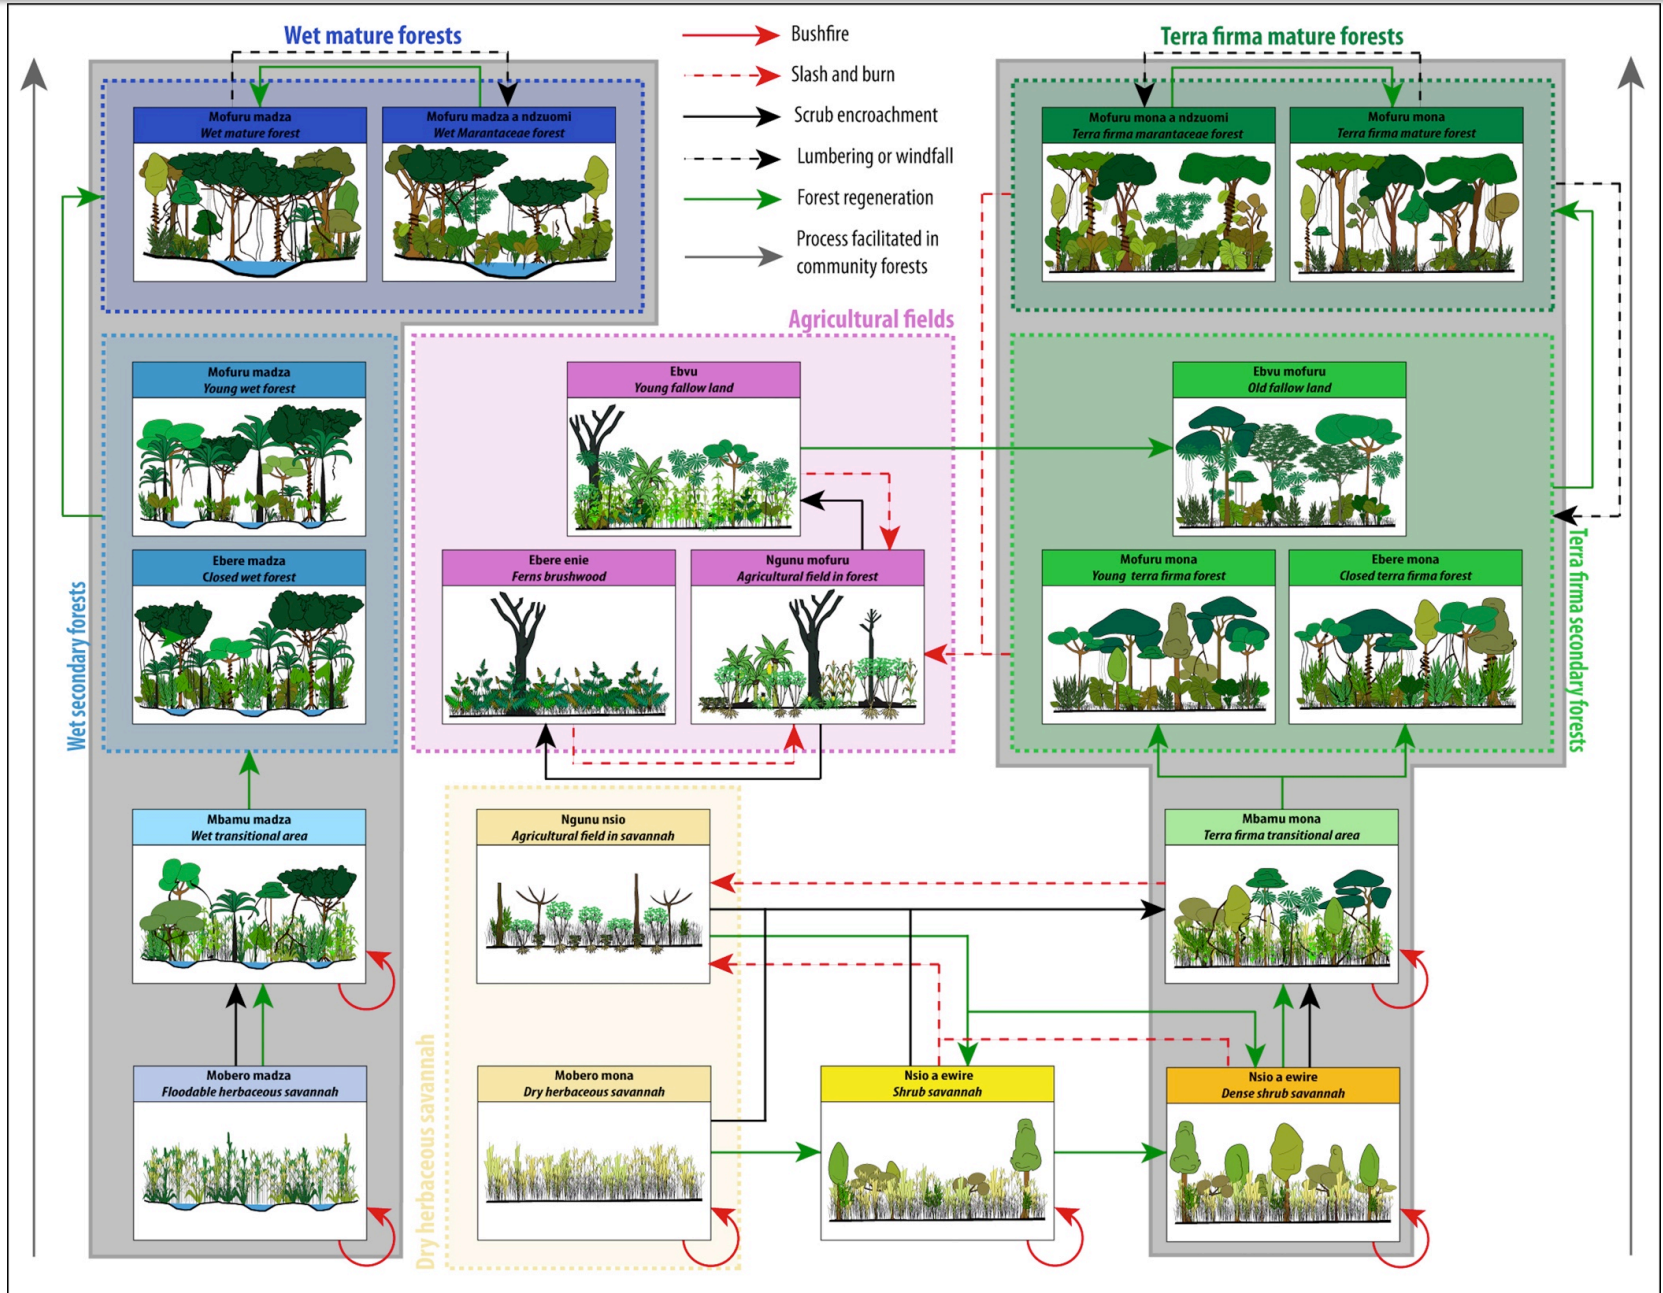 Wet mature forests
Mofuru madza
Wet mature forest
Mofuru madza a ndzuomi
Wet Marantaceae forest
Bushfire
Slash and burn
Scrub encroachment
Lumbering or windfall
Forest regeneration
Process facilitated in
community forests
Terra firma mature forests
Mofuru mona a ndzuomi
Terra firma marantaceae forest
Mofuru mona
Terra firma mature forest
Wet secondary forests
Mofuru madza
Young wet forest
Ebere madza
Closed wet forest
Agricultural fields
Ebvu
Young fallow land
Ebere enie
Ferns brushwood
Ngunu mofuru
Agricultural field in forest
Terra firma secondary forests
Ebvu mofuru
Old fallow land
Mofuru mona
Young terra firma forest
Ebere mona
Closed terra firma forest
Mbamu madza
Wet transitional area
Dry herbaceous savannah
Ngunu nsio
Agricultural field in savannah
Mbamu mona
Terra firma transitional area
Mobero madza
Floodable herbaceous savannah
Mobero mona
Dry herbaceous savannah
Nsio a ewire
Shrub savannah
Nsio a ewire
Dense shrub savannah